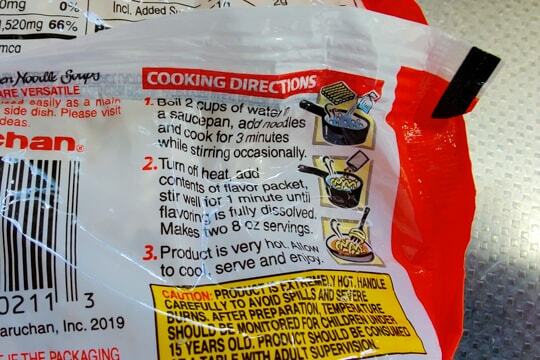 0mg 0%
Incl. Added
,520mg 66%
mca
Noodle Soups
ARE VERSATILE
easily as a main
side dish. Please visit
deas.
chan.
COOKING DIRECTIONS
1. Boil 2 cups of water in
a saucepan, add noodles
and cook for 3 minutes
while stirring occasionally.
2. Turn off heat, add
contents of flavor packet,
stir well for 1 minute until
flavoring is fully dissolved.
Makes two 8 oz servings.
3. Product is very hot. Allow
to cool, serve and enjoy.
CAUTION: PRODUCT IS EXTREMELY HOT. HANDLE
CAREFULLY TO AVOID SPILLS AND SEVERE
BURNS. AFTER PREPARATION, TEMPERATURE
SHOULD BE MONITORED FOR CHILDREN UNDER
15 YEARS OLD. PRODUCT SHOULD BE CONSUMED
A TABLE WITH ADULT SUPERVISION.
0211 3
aruchan, Inc. 2019
IF THE PACKAGING